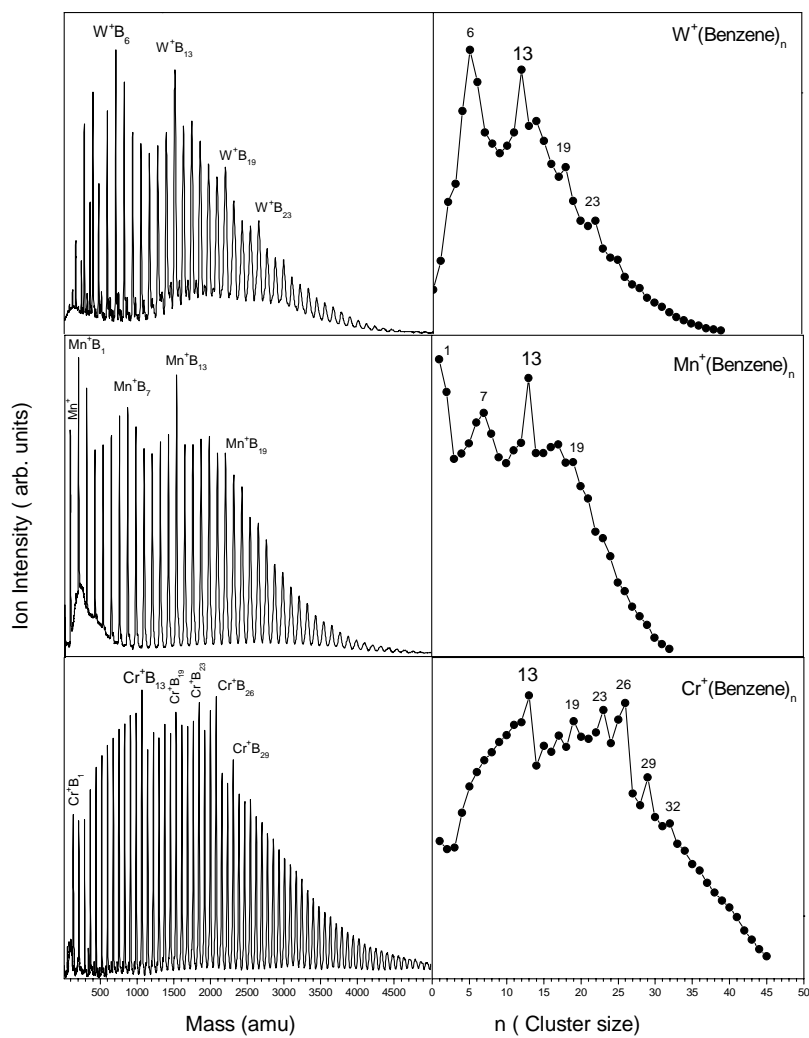 W⁺B₆
W⁺B₁₃
W⁺B₁₉
W⁺B₂₃
6
13
19
23
W⁺(Benzene)ₙ
Mn⁺
Mn⁺B₁
Mn⁺B₇
Mn⁺B₁₃
Mn⁺B₁₉
1
7
13
19
Mn⁺(Benzene)ₙ
Cr⁺B₁
Cr⁺B₁₃
Cr⁺B₁₉
Cr⁺B₂₃
Cr⁺B₂₆
Cr⁺B₂₉
13
19
23
26
29
32
Cr⁺(Benzene)ₙ
Ion Intensity ( arb. units)
500 1000 1500 2000 2500 3000 3500 4000 4500
0 5 10 15 20 25 30 35 40 45 50
Mass (amu)
n ( Cluster size)